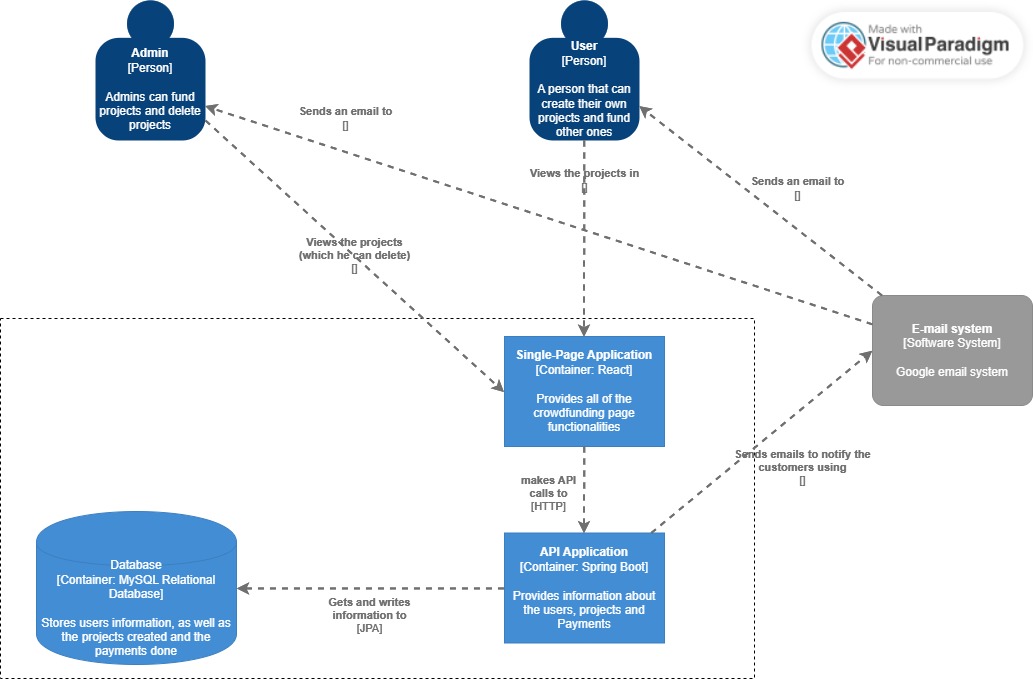 Admin
[Person]
Admins can fund
projects and delete
projects
User
[Person]
A person that can
create their own
projects and fund
other ones
Made with
Visual Paradigm
For non-commercial use
Sends an email to
[]
Views the projects in
[]
Sends an email to
[]
Views the projects
(which he can delete)
[]
E-mail system
[Software System]
Google email system
Single-Page Application
[Container: React]
Provides all of the
crowdfunding page
functionalities
Sends emails to notify the
customers using
[]
makes API
calls to
[HTTP]
API Application
[Container: Spring Boot]
Provides information about
the users, projects and
Payments
Database
[Container: MySQL Relational
Database]
Stores users information, as well as
the projects created and the
payments done
Gets and writes
information to
[JPA]